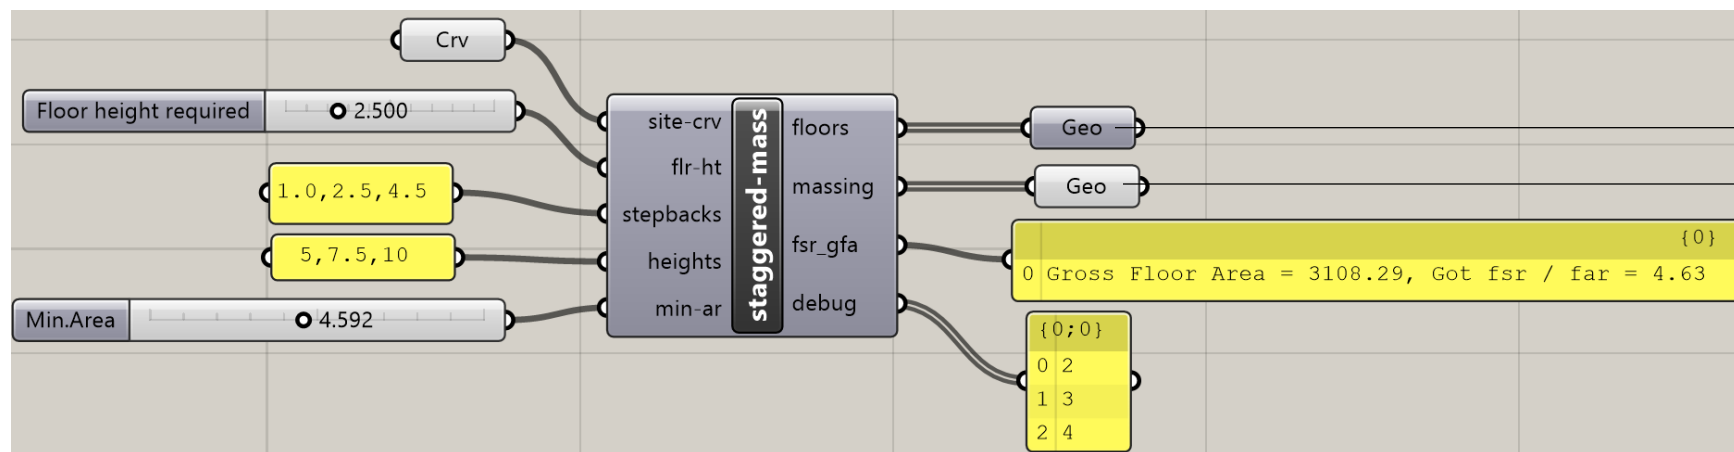 Crv
Floor height required 2.500
1.0,2.5,4.5
5,7.5,10
Min.Area 4.592
site-crv
flr-ht
stepbacks
heights
min-ar
staggered-mass
floors
massing
fsr_gfa
debug
Geo
Geo
{0}
0 Gross Floor Area = 3108.29, Got fsr / far = 4.63
{0;0}
0 2
1 3
2 4